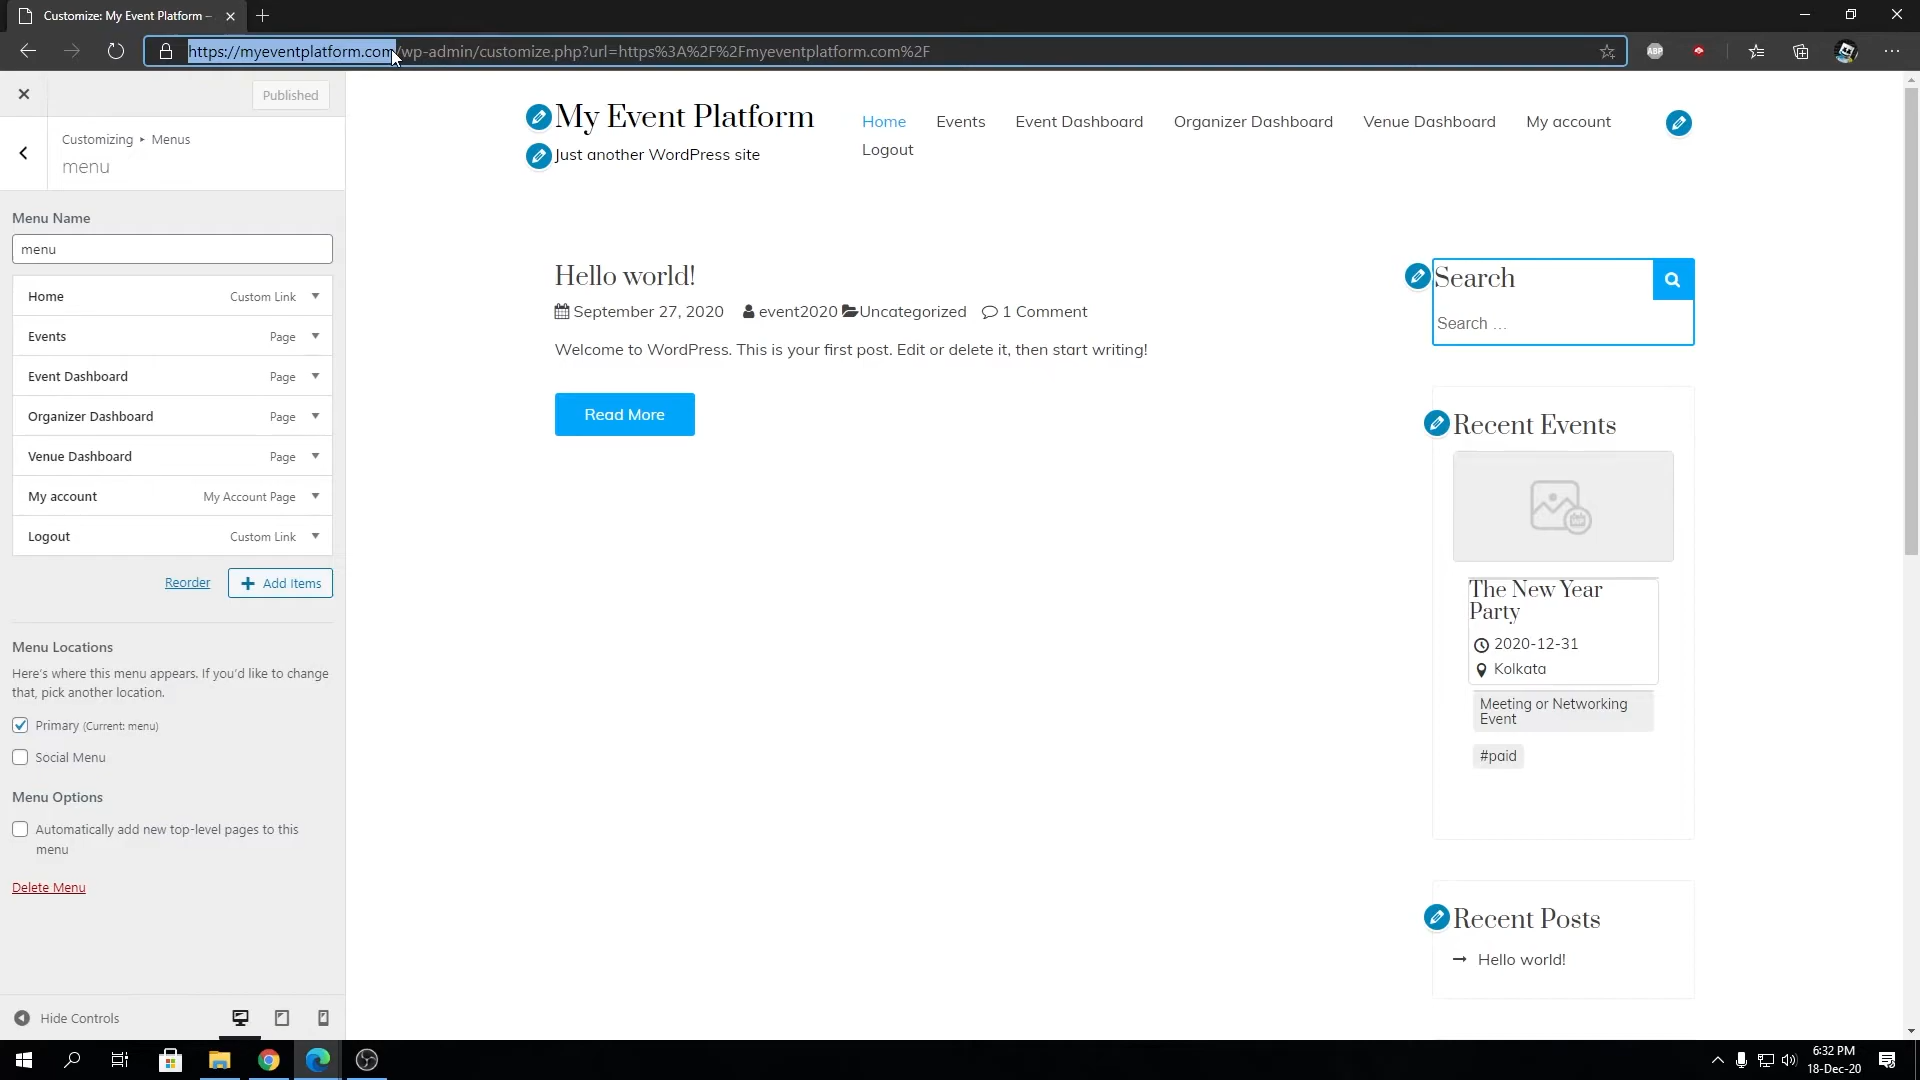 Customize: My Event Platform –
https://myeventplatform.com/wp-admin/customize.php?url=https%3A%2F%2Fmyeventplatform.com%2F
ABP
Published
Customizing ▸ Menus
menu
Menu Name
menu
Home Custom Link
Events Page
Event Dashboard Page
Organizer Dashboard Page
Venue Dashboard Page
My account My Account Page
Logout Custom Link
Reorder
Add Items
Menu Locations
Here's where this menu appears. If you'd like to change
that, pick another location.
Primary (Current: menu)
Social Menu
Menu Options
Automatically add new top-level pages to this
menu
Delete Menu
Hide Controls
My Event Platform
Just another WordPress site
Home Events Event Dashboard Organizer Dashboard Venue Dashboard My account
Logout
Hello world!
September 27, 2020 event2020 Uncategorized 1 Comment
Welcome to WordPress. This is your first post. Edit or delete it, then start writing!
Read More
Search
Search …
Recent Events
The New Year
Party
2020-12-31
Kolkata
Meeting or Networking
Event
#paid
Recent Posts
Hello world!
6:32 PM
18-Dec-20